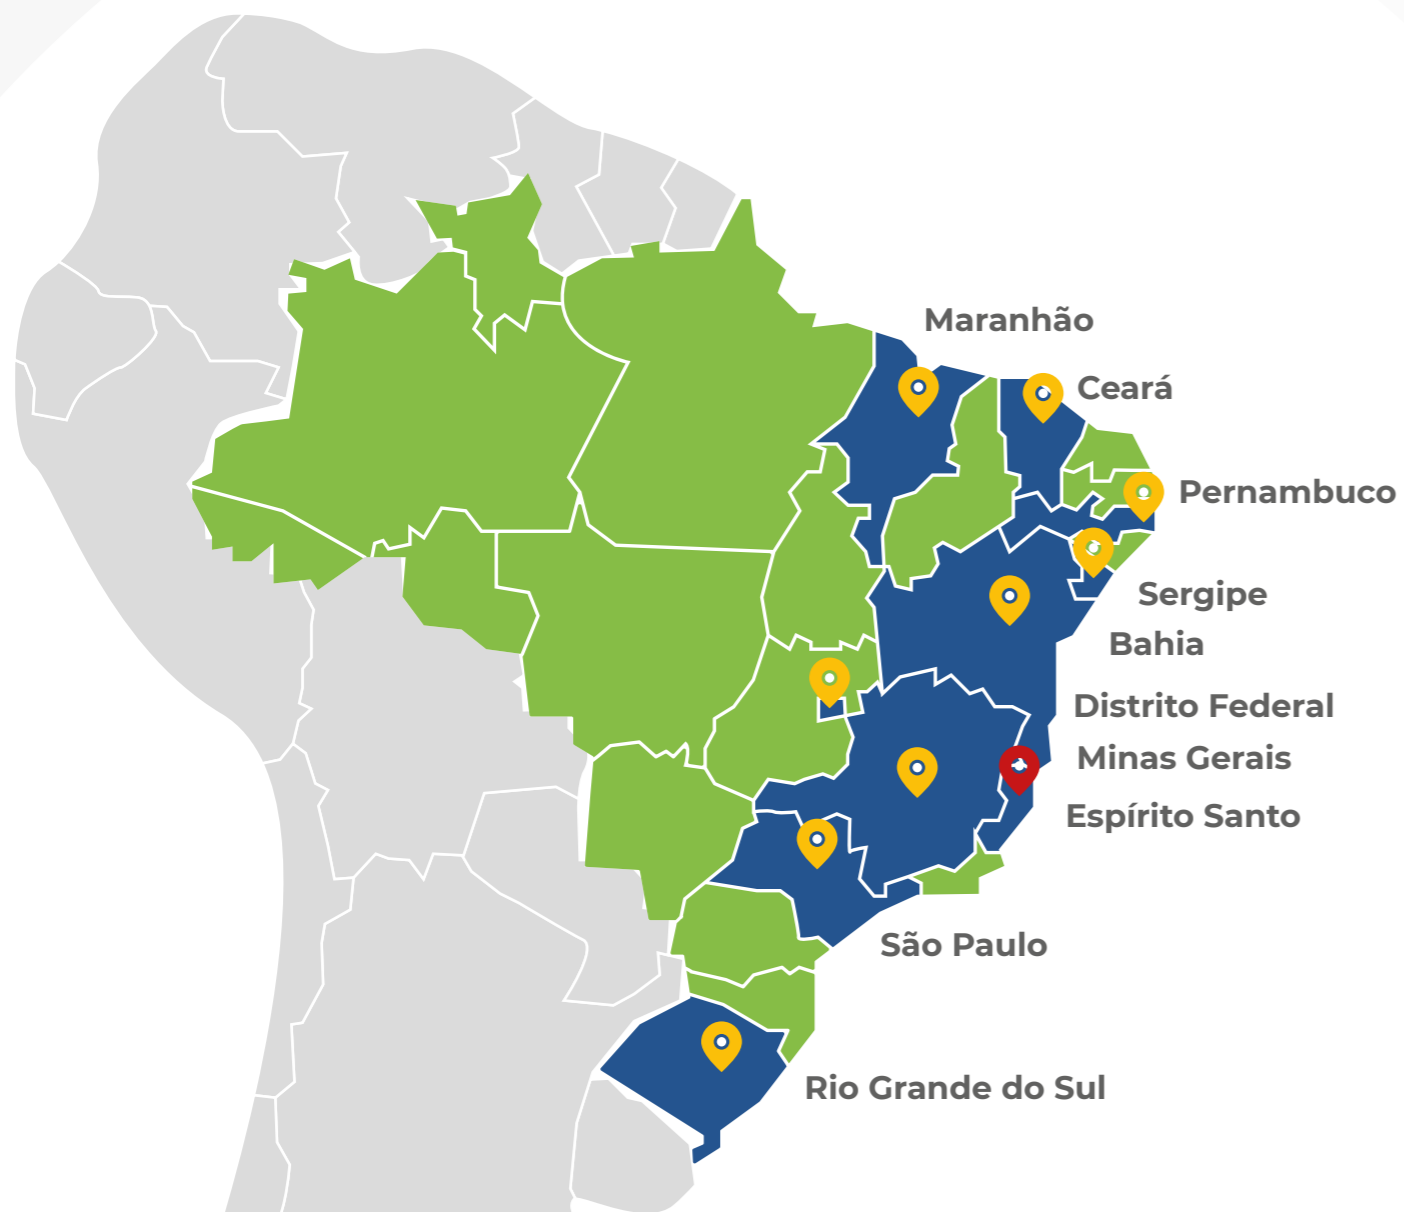 Maranhão
Ceará
Pernambuco
Sergipe
Bahia
Distrito Federal
Minas Gerais
Espírito Santo
São Paulo
Rio Grande do Sul